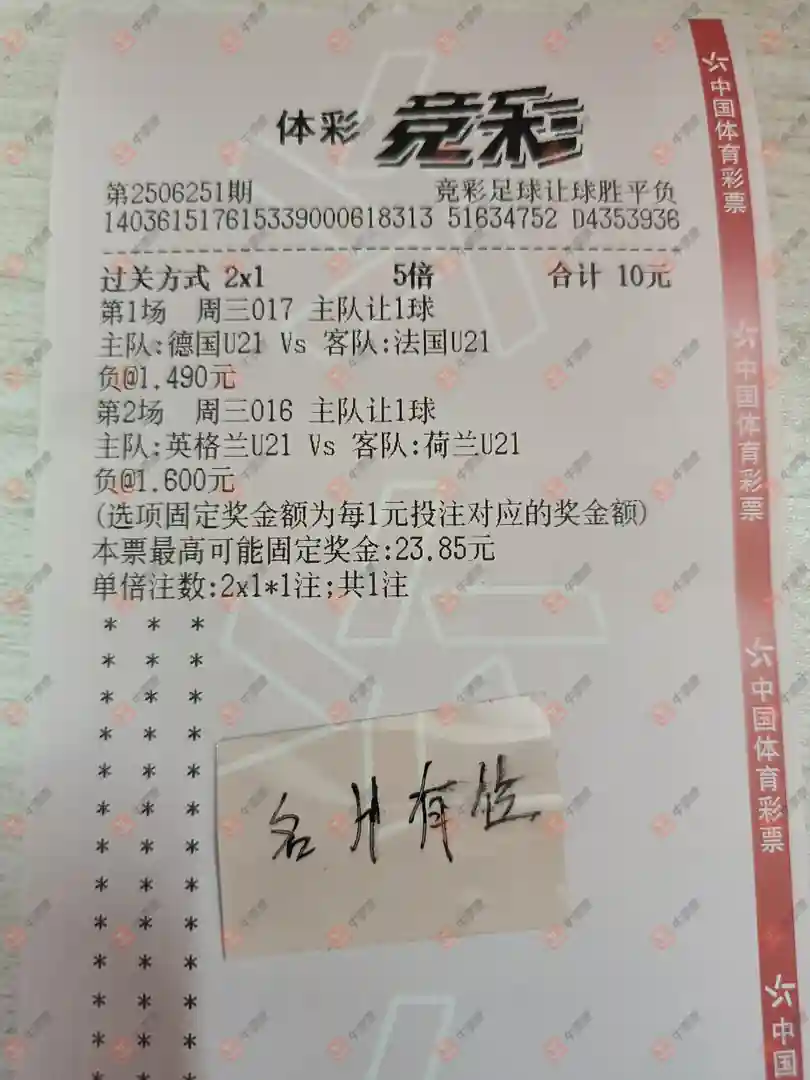 体彩 竞彩
第2506251期 竞彩足球让球胜平负
140361517615339000618313 51634752 D4353936
过关方式 2x1 5倍 合计 10元
第1场 周三017 主队让1球
主队:德国U21 Vs 客队:法国U21
负@1.490元
第2场 周三016 主队让1球
主队:英格兰U21 Vs 客队:荷兰U21
负@1.600元
(选项固定奖金额为每1元投注对应的奖金额)
本票最高可能固定奖金:23.85元
单倍注数:2x1*1注;共1注
* * *
* * *
* * *
* * *
* * *
* * *
* * *
* * *
* * *
* * *
* * *
* * *
* * *
名片有位
中国体育彩票
中国体育彩票
中国体育彩票
中国